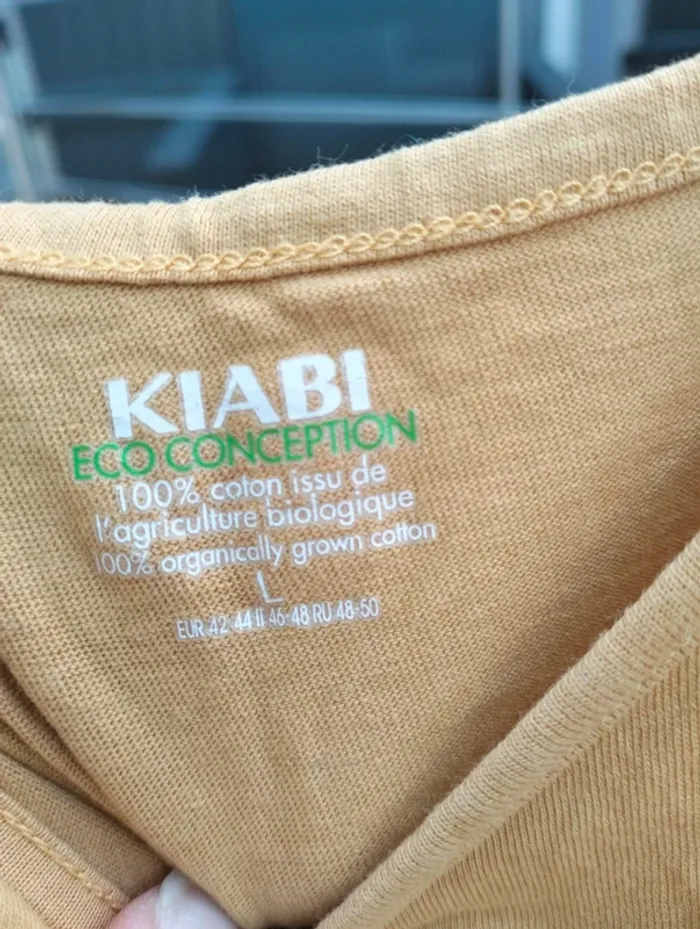 KIABI
ECO CONCEPTION
100% coton issu de
l'agriculture biologique
100% organically grown cotton
L
EUR 42-44 II 46-48 RU 48-50